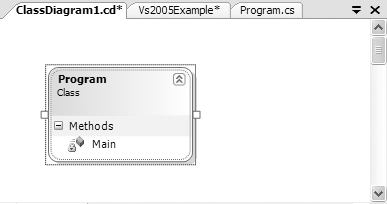 ClassDiagram1.cd* Vs2005Example* Program.cs
Program
Class
Methods
Main